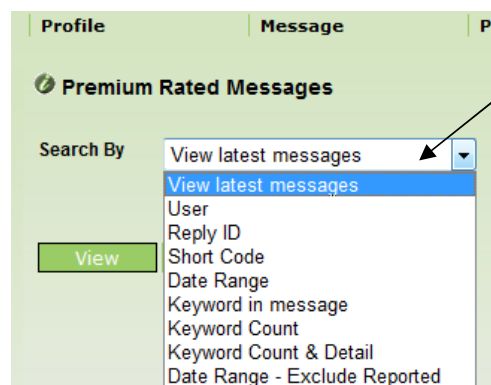 Profile Message P
Premium Rated Messages
Search By View latest messages
View latest messages
User
Reply ID
View Short Code
Date Range
Keyword in message
Keyword Count
Keyword Count & Detail
Date Range - Exclude Reported